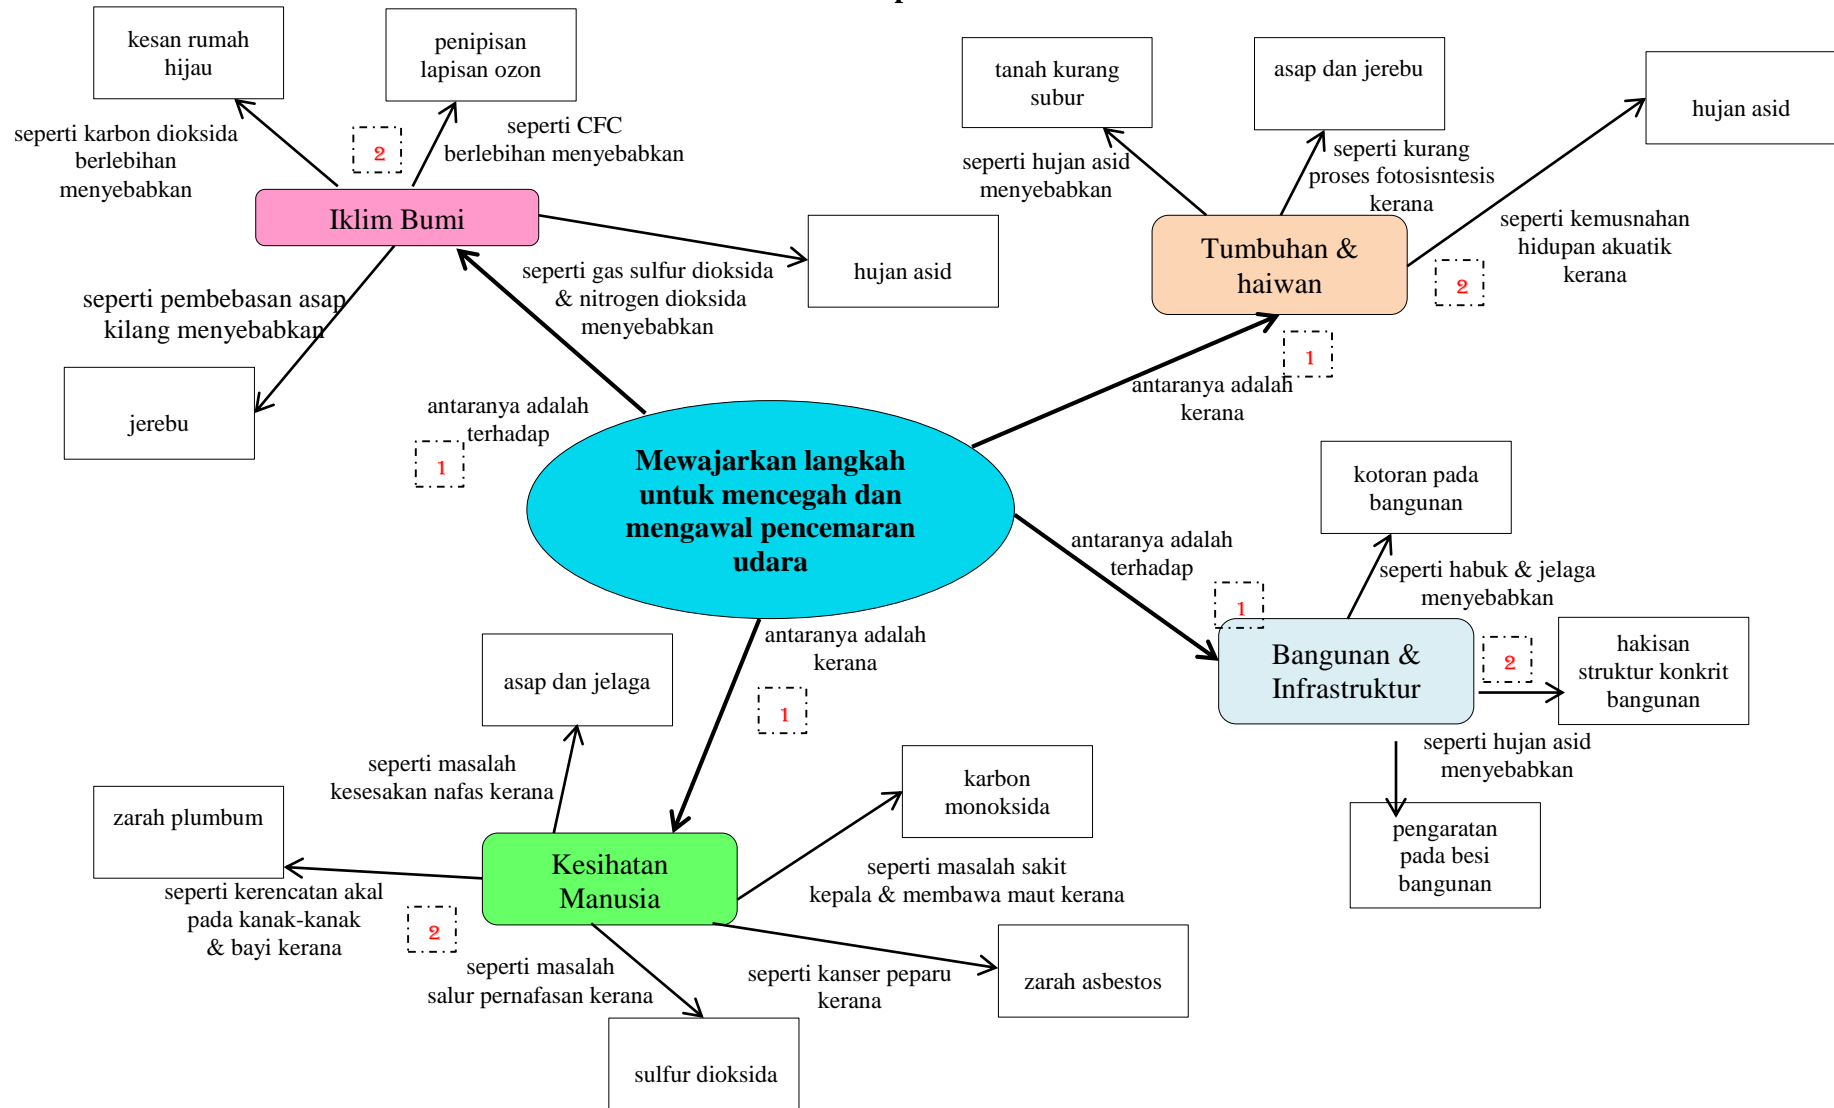 kesan rumah
hijau
penipisan
lapisan ozon
seperti karbon dioksida
berlebihan
menyebabkan
2
seperti CFC
berlebihan menyebabkan
Iklim Bumi
seperti gas sulfur dioksida
& nitrogen dioksida
menyebabkan
hujan asid
seperti pembebasan asap
kilang menyebabkan
jerebu
antaranya adalah
terhadap
1
tanah kurang
subur
asap dan jerebu
hujan asid
seperti hujan asid
menyebabkan
seperti kurang
proses fotosisntesis
kerana
seperti kemusnahan
hidupan akuatik
kerana
Tumbuhan &
haiwan
2
1
antaranya adalah
kerana
Mewajarkan langkah
untuk mencegah dan
mengawal pencemaran
udara
kotoran pada
bangunan
antaranya adalah
terhadap
seperti habuk & jelaga
menyebabkan
1
Bangunan &
Infrastruktur
2
hakisan
struktur konkrit
bangunan
seperti hujan asid
menyebabkan
pengaratan
pada besi
bangunan
antaranya adalah
kerana
1
asap dan jelaga
seperti masalah
kesesakan nafas kerana
karbon
monoksida
zarah plumbum
Kesihatan
Manusia
seperti masalah sakit
kepala & membawa maut kerana
seperti kerencatan akal
pada kanak-kanak
& bayi kerana
2
seperti masalah
salur pernafasan kerana
seperti kanser peparu
kerana
zarah asbestos
sulfur dioksida